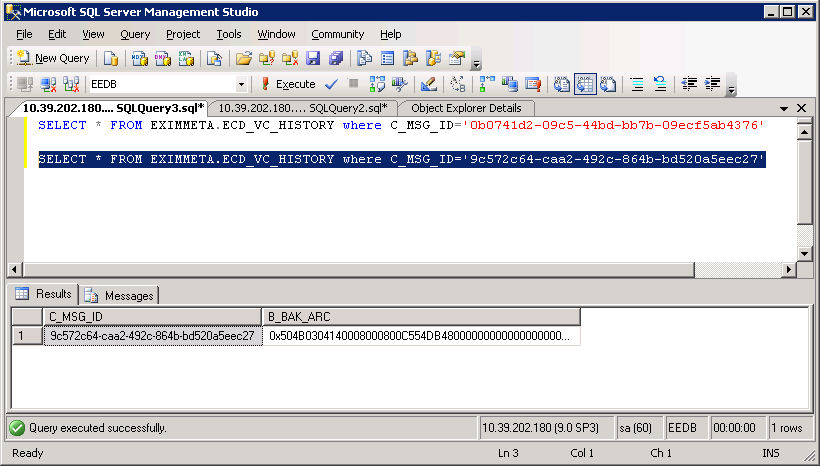 Microsoft SQL Server Management Studio
File Edit View Query Project Tools Window Community Help
New Query
EEDB Execute
10.39.202.180.... SQLQuery3.sql* 10.39.202.180.... SQLQuery2.sql* Object Explorer Details
SELECT * FROM EXIMMETA.ECD_VC_HISTORY where C_MSG_ID='0b0741d2-09c5-44bd-bb7b-09ecf5ab4376'
SELECT * FROM EXIMMETA.ECD_VC_HISTORY where C_MSG_ID='9c572c64-caa2-492c-864b-bd520a5eec27'
Results Messages
C_MSG_ID B_BAK_ARC
1 9c572c64-caa2-492c-864b-bd520a5eec27 0x504B0304140008000800C554DB48000000000000000000...
Query executed successfully. 10.39.202.180 (9.0 SP3) sa (60) EEDB 00:00:00 1 rows
Ready Ln 3 Col 1 Ch 1 INS